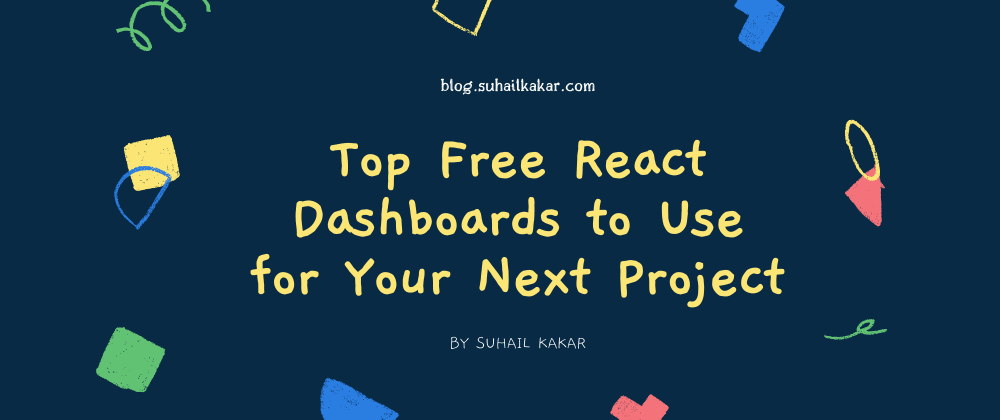 blog.suhailkakar.com
Top Free React
Dashboards to Use
for Your Next Project
BY SUHAIL KAKAR